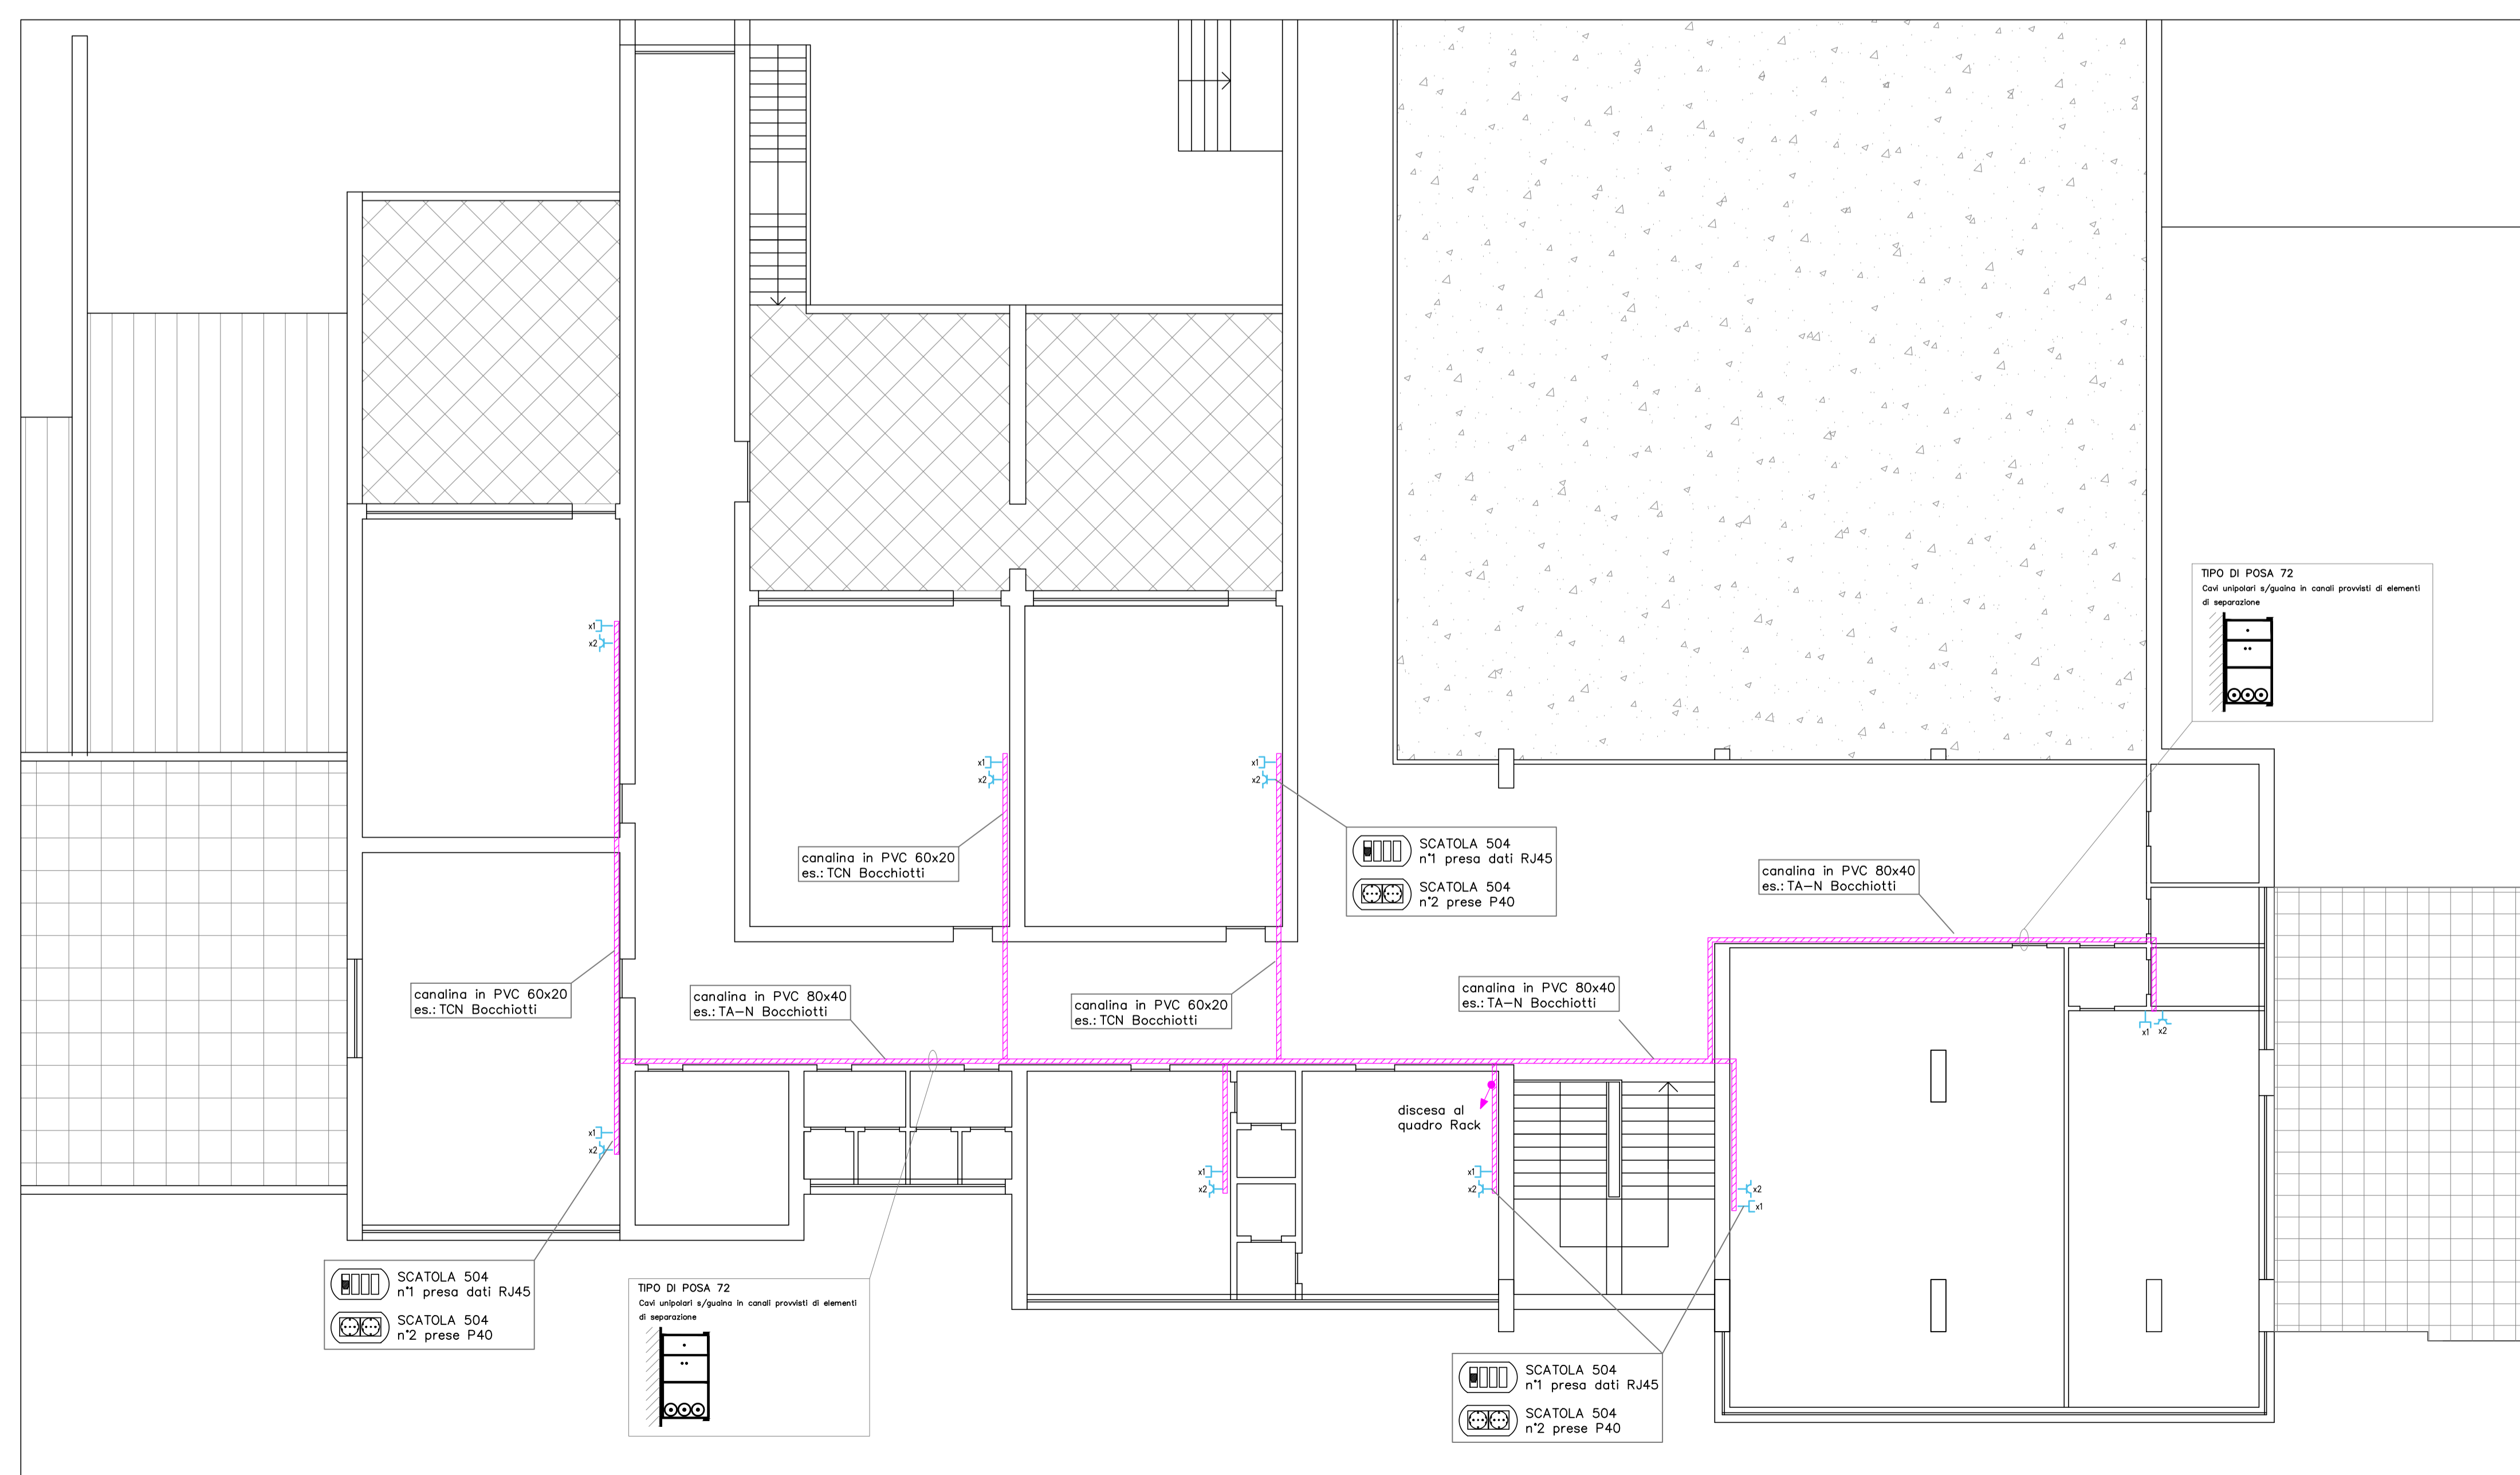 TIPO DI POSA 72
Cavi unipolari s/guaina in canali provvisti di elementi
di separazione
x1
x2
x1
x2
x1
x2
canalina in PVC 60x20
es.: TCN Bocchiotti
SCATOLA 504
n°1 presa dati RJ45
SCATOLA 504
n°2 prese P40
canalina in PVC 80x40
es.: TA-N Bocchiotti
canalina in PVC 60x20
es.: TCN Bocchiotti
canalina in PVC 80x40
es.: TA-N Bocchiotti
canalina in PVC 60x20
es.: TCN Bocchiotti
canalina in PVC 80x40
es.: TA-N Bocchiotti
x1
x2
discesa al
quadro Rack
x1
x2
x1
x2
x1
x2
x2
x1
SCATOLA 504
n°1 presa dati RJ45
SCATOLA 504
n°2 prese P40
TIPO DI POSA 72
Cavi unipolari s/guaina in canali provvisti di elementi
di separazione
SCATOLA 504
n°1 presa dati RJ45
SCATOLA 504
n°2 prese P40